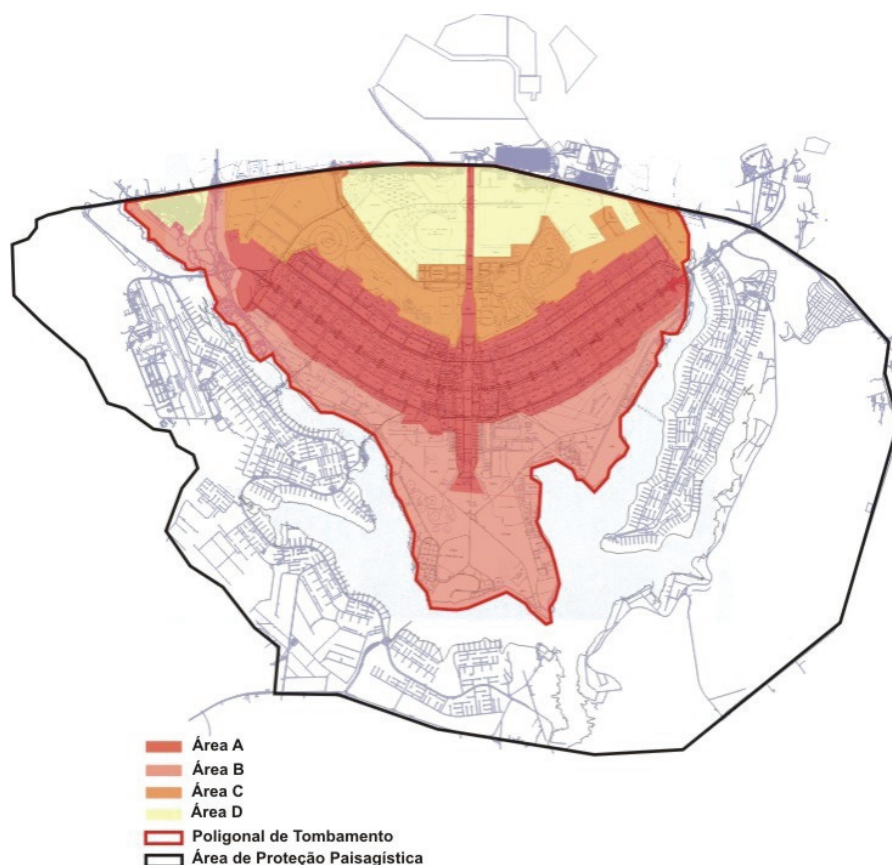 Área A
Área B
Área C
Área D
Poligonal de Tombamento
Área de Proteção Paisagística